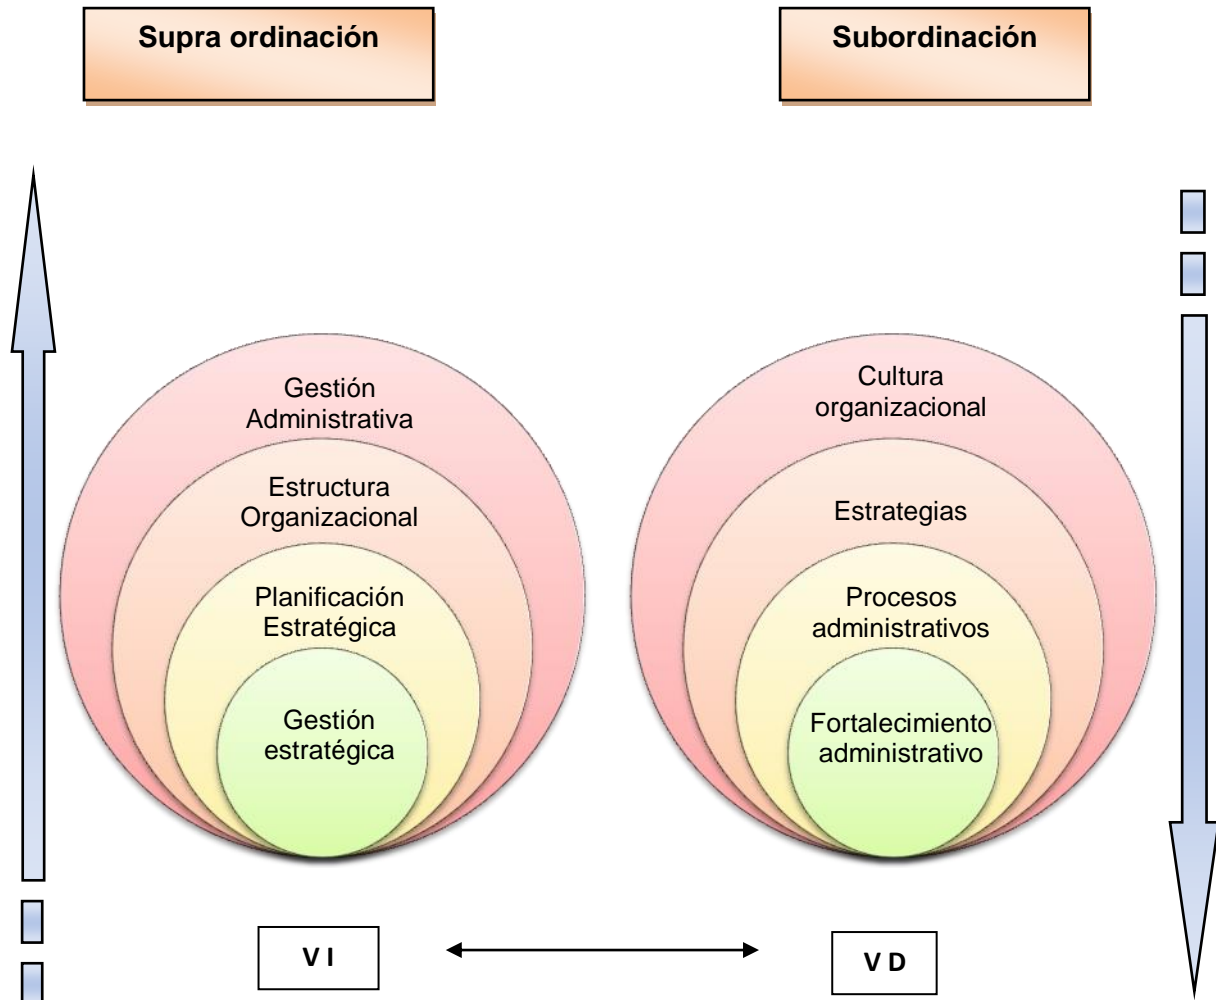 Supra ordinación
Subordinación
Gestión
Administrativa
Estructura
Organizacional
Planificación
Estratégica
Gestión
estratégica
Cultura
organizacional
Estrategias
Procesos
administrativos
Fortalecimiento
administrativo
V I
V D